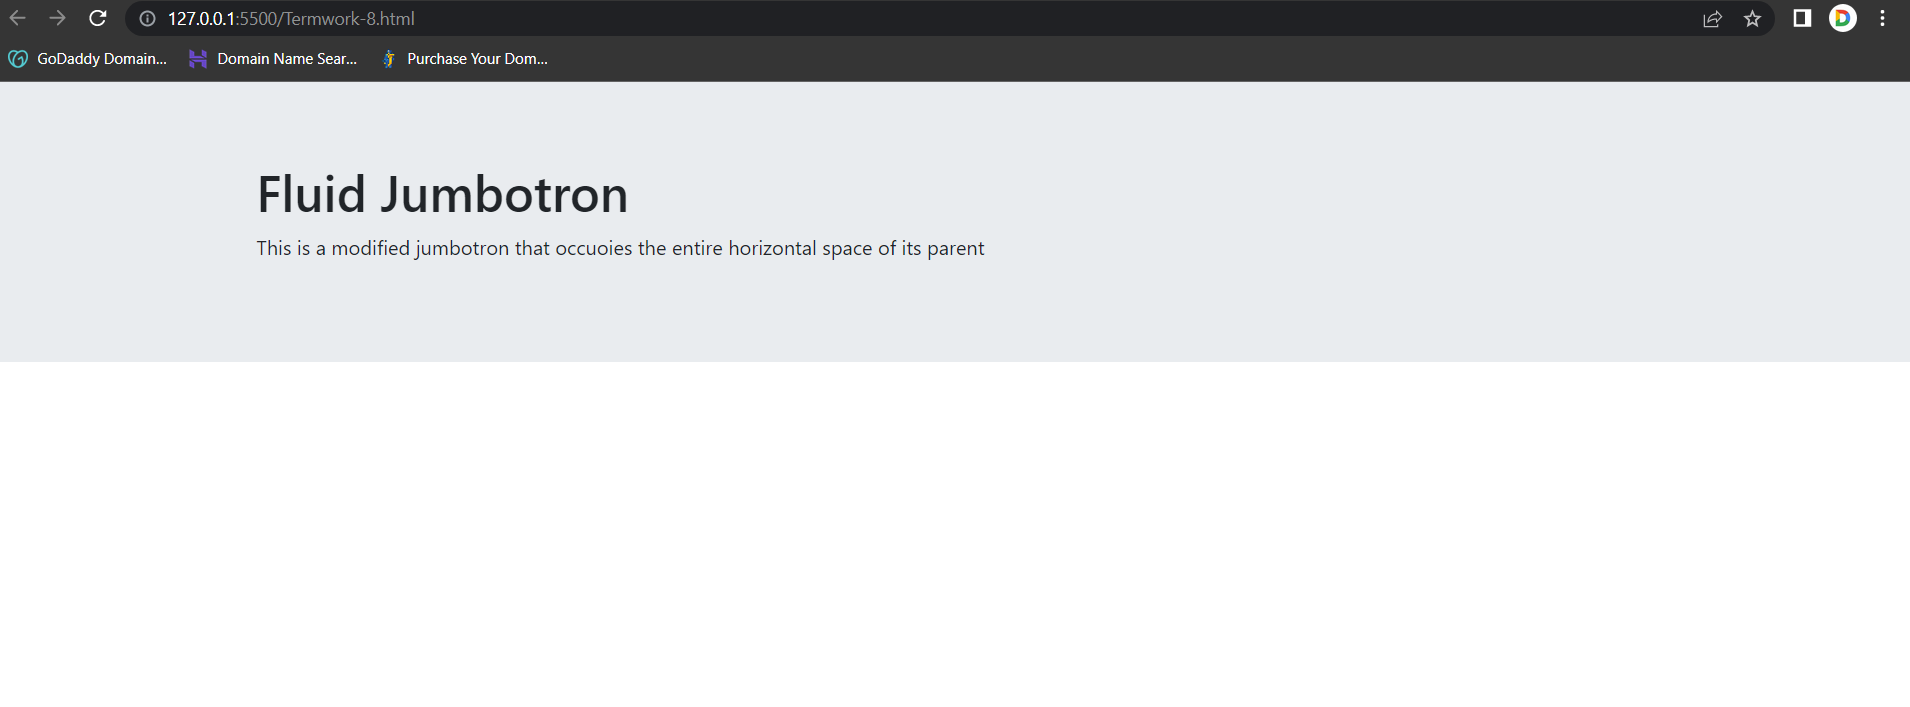 127.0.0.1:5500/Termwork-8.html
GoDaddy Domain... Domain Name Sear... Purchase Your Dom...
Fluid Jumbotron
This is a modified jumbotron that occuoies the entire horizontal space of its parent